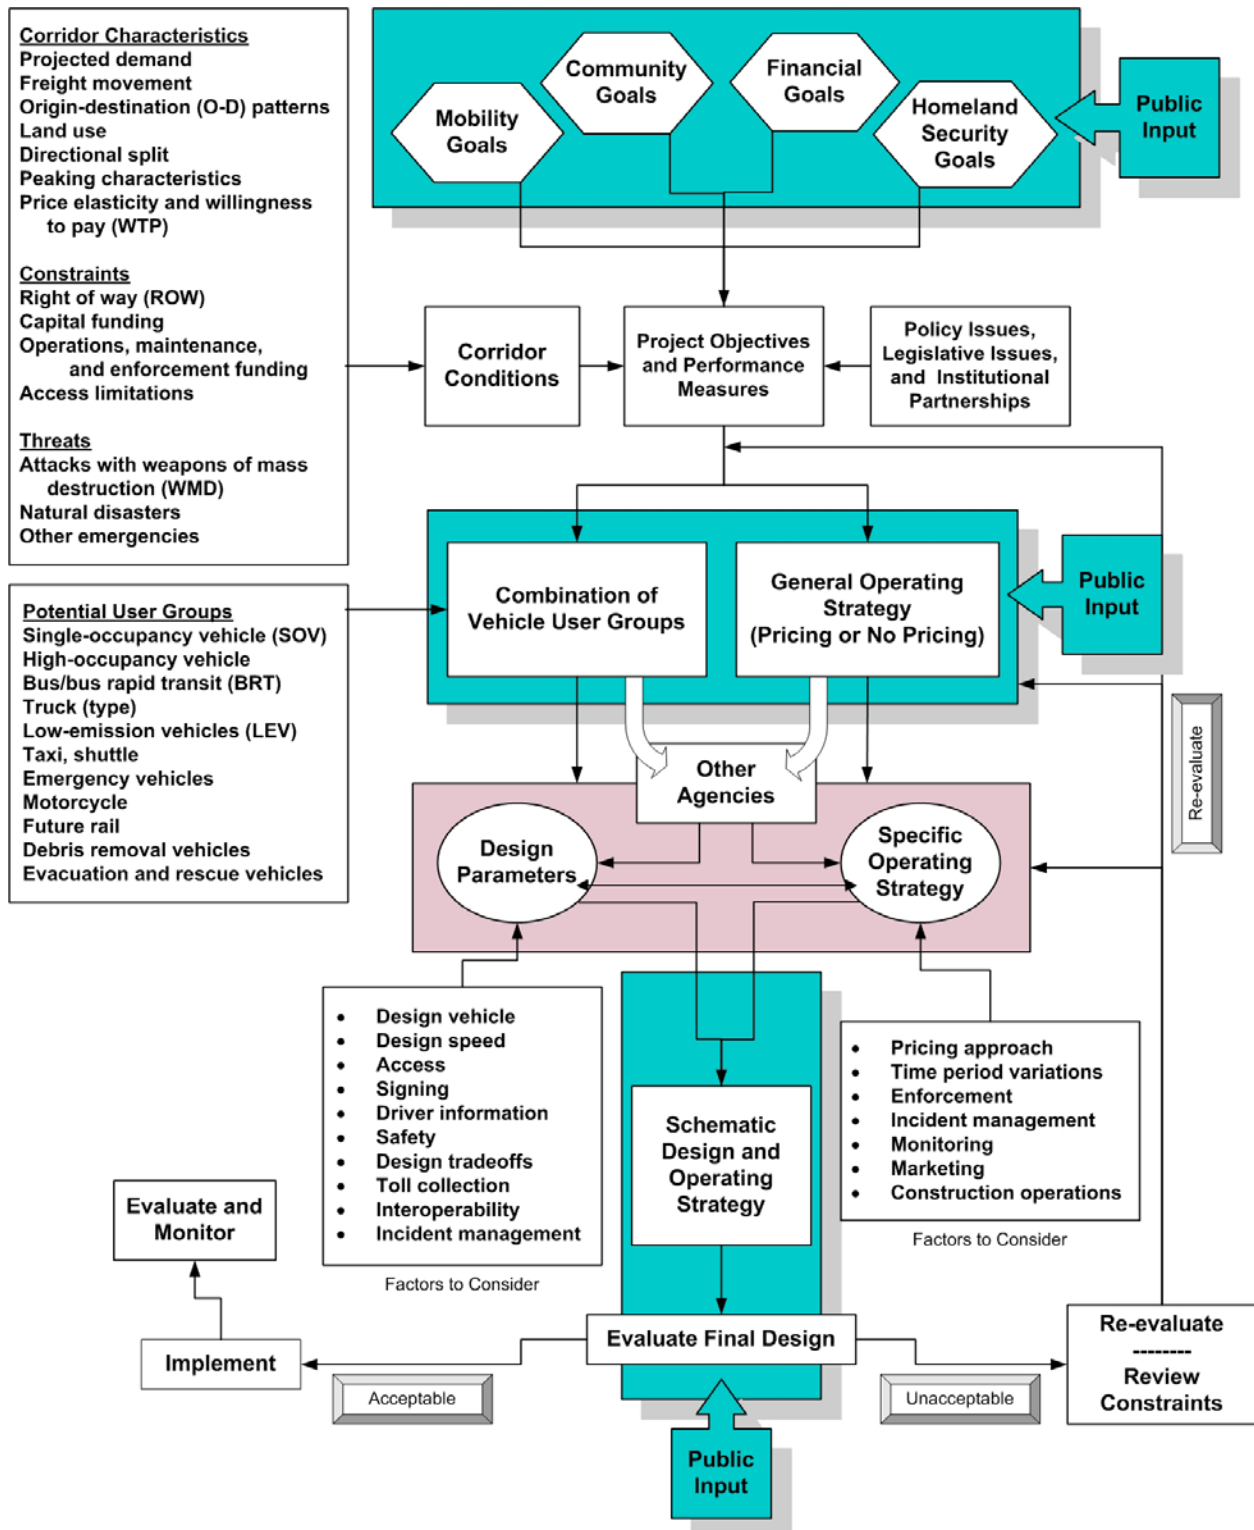 Corridor Characteristics
Projected demand
Freight movement
Origin-destination (O-D) patterns
Land use
Directional split
Peaking characteristics
Price elasticity and willingness
to pay (WTP)
Constraints
Right of way (ROW)
Capital funding
Operations, maintenance,
and enforcement funding
Access limitations
Threats
Attacks with weapons of mass
destruction (WMD)
Natural disasters
Other emergencies
Mobility
Goals
Community
Goals
Financial
Goals
Homeland
Security
Goals
Public
Input
Corridor
Conditions
Project Objectives
and Performance
Measures
Policy Issues,
Legislative Issues,
and Institutional
Partnerships
Potential User Groups
Single-occupancy vehicle (SOV)
High-occupancy vehicle
Bus/bus rapid transit (BRT)
Truck (type)
Low-emission vehicles (LEV)
Taxi, shuttle
Emergency vehicles
Motorcycle
Future rail
Debris removal vehicles
Evacuation and rescue vehicles
Combination of
Vehicle User Groups
General Operating
Strategy
(Pricing or No Pricing)
Public
Input
Re-evaluate
Other
Agencies
Design
Parameters
Specific
Operating
Strategy
• Design vehicle
• Design speed
• Access
• Signing
• Driver information
• Safety
• Design tradeoffs
• Toll collection
• Interoperability
• Incident management
Factors to Consider
• Pricing approach
• Time period variations
• Enforcement
• Incident management
• Monitoring
• Marketing
• Construction operations
Factors to Consider
Schematic
Design and
Operating
Strategy
Evaluate and
Monitor
Implement
Acceptable
Evaluate Final Design
Unacceptable
Re-evaluate
--------
Review
Constraints
Public
Input